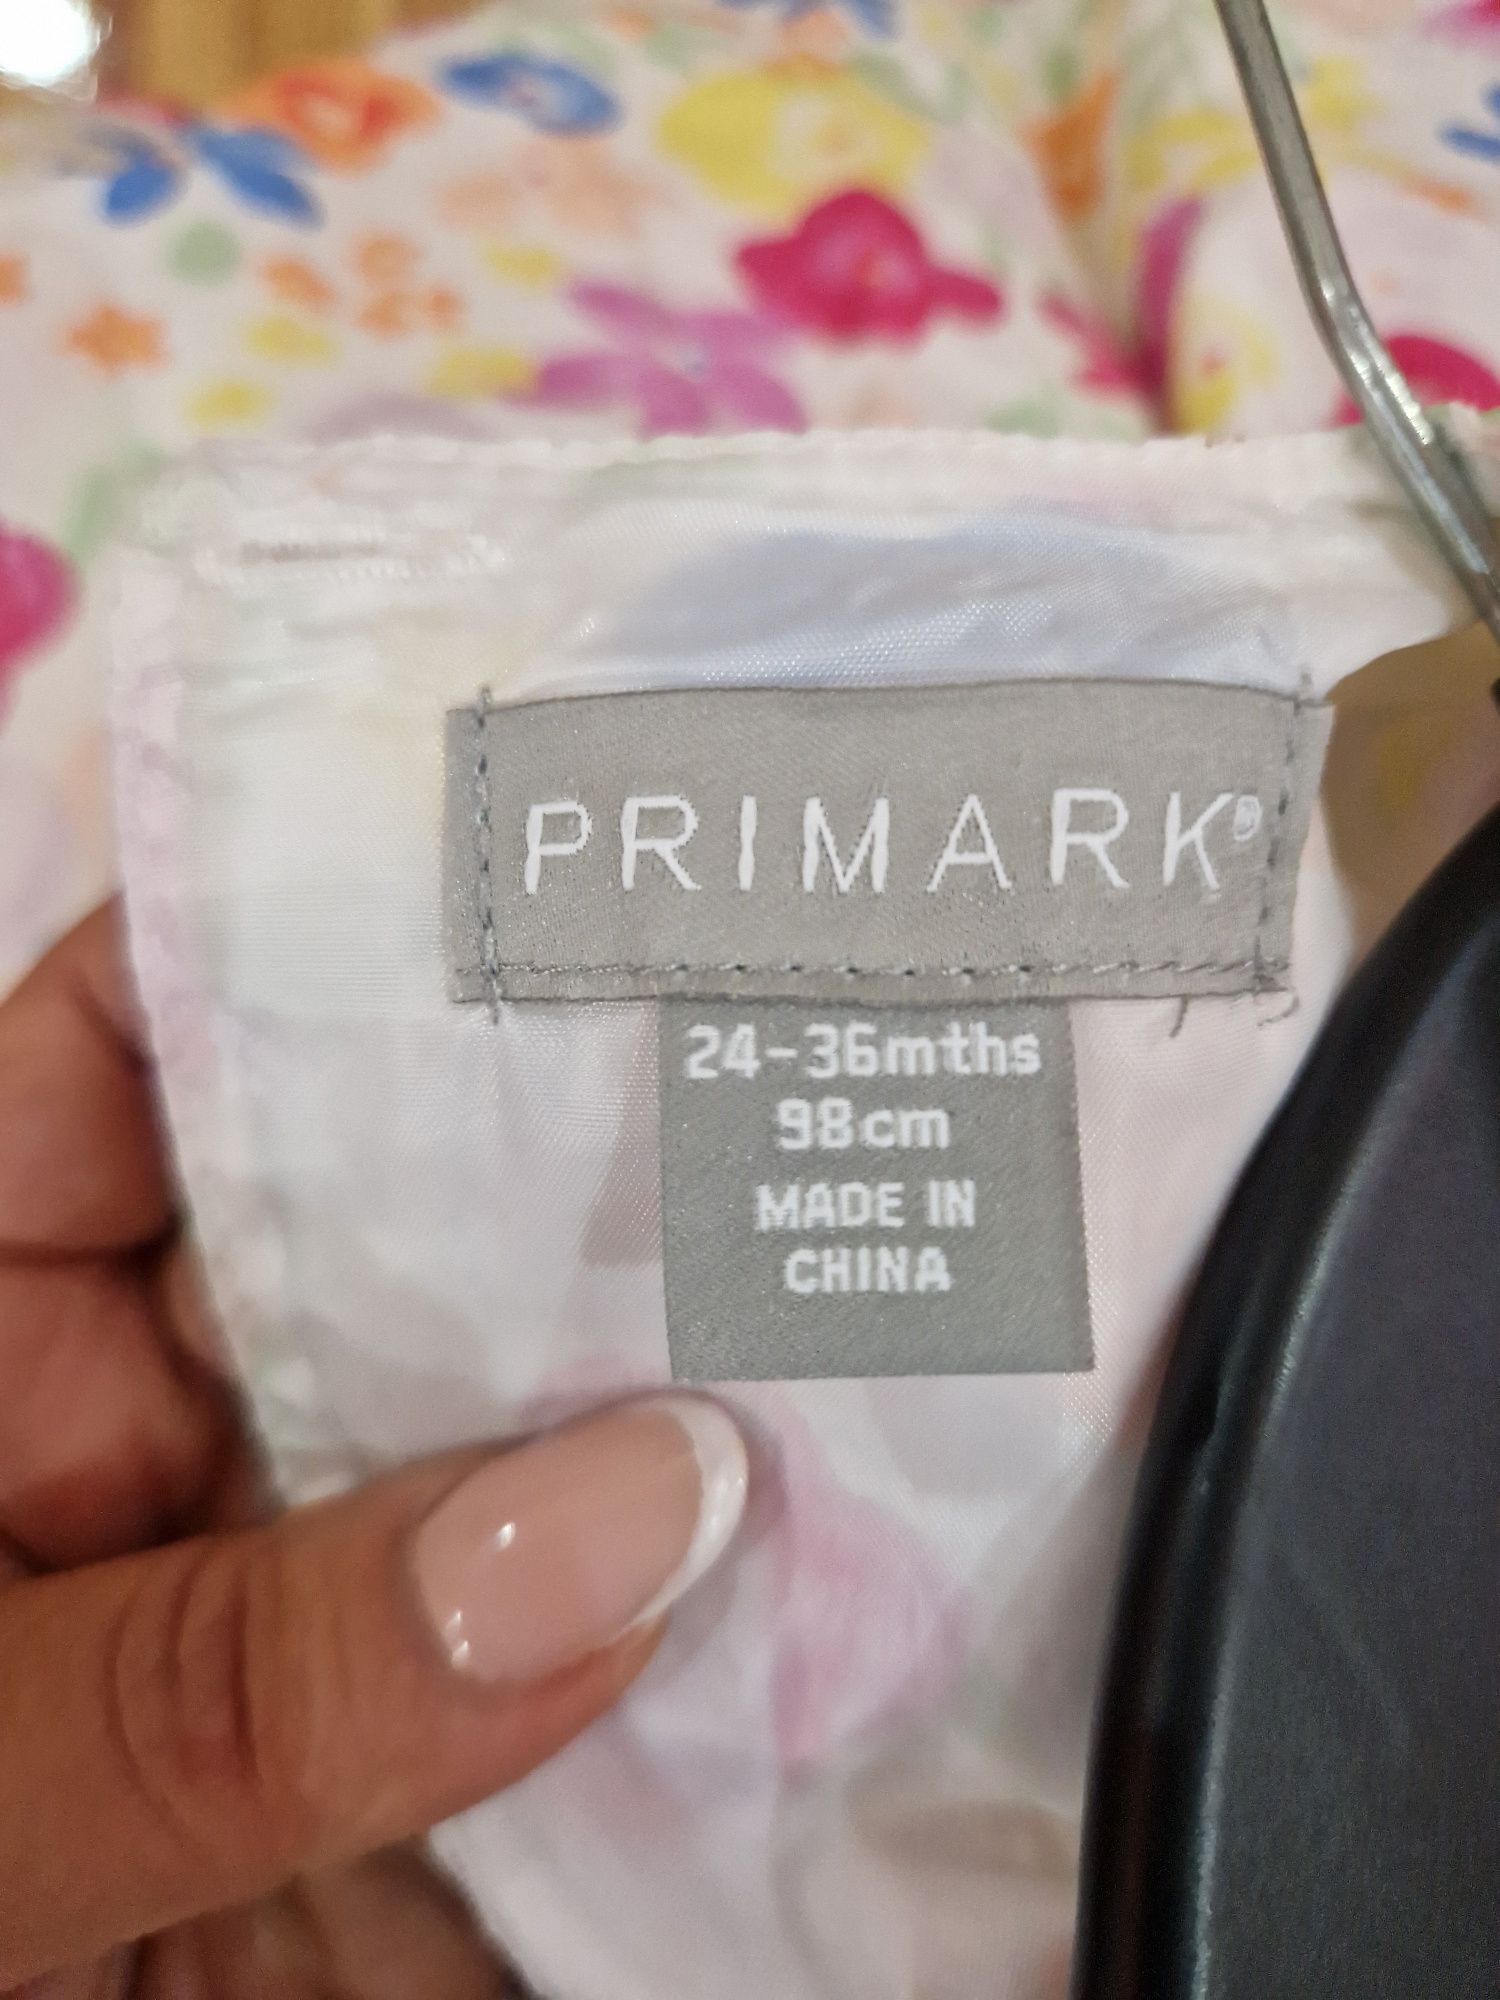 PRIMARK®
24-36mths
98cm
MADE IN
CHINA